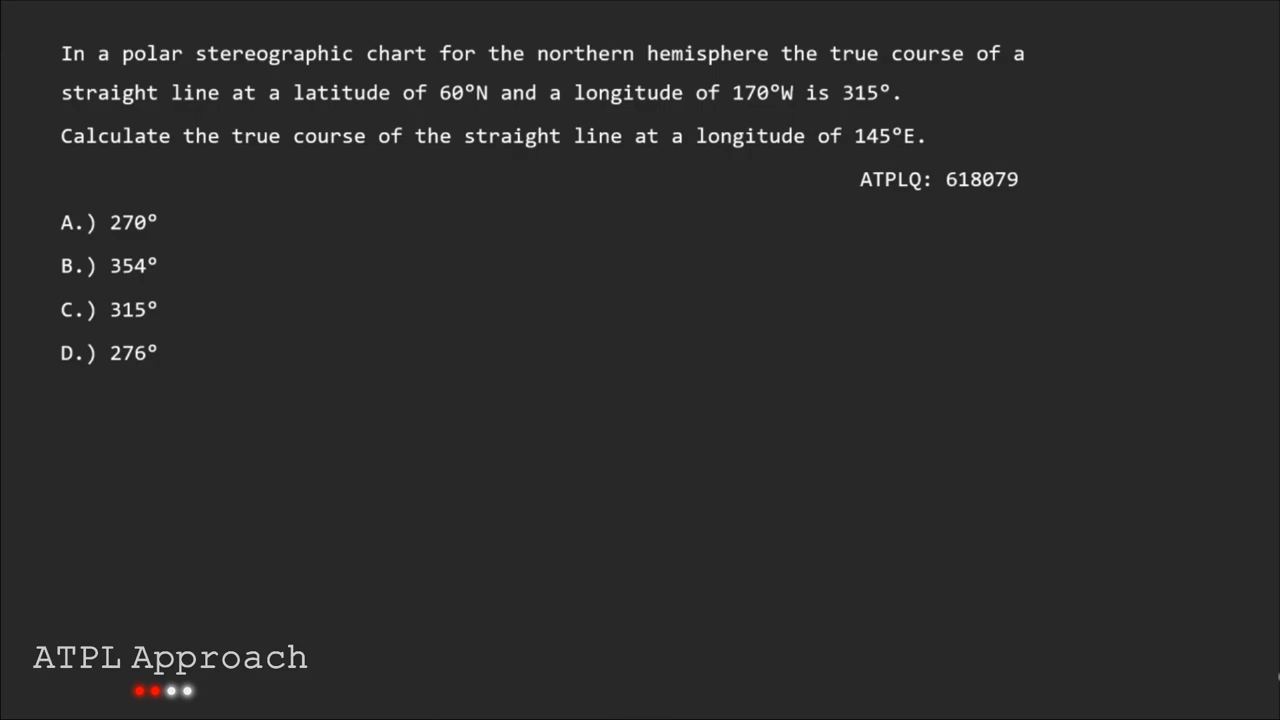 In a polar stereographic chart for the northern hemisphere the true course of a
straight line at a latitude of 60°N and a longitude of 170°W is 315°.
Calculate the true course of the straight line at a longitude of 145°E.
ATPLQ: 618079
A.) 270°
B.) 354°
C.) 315°
D.) 276°
ATPL Approach